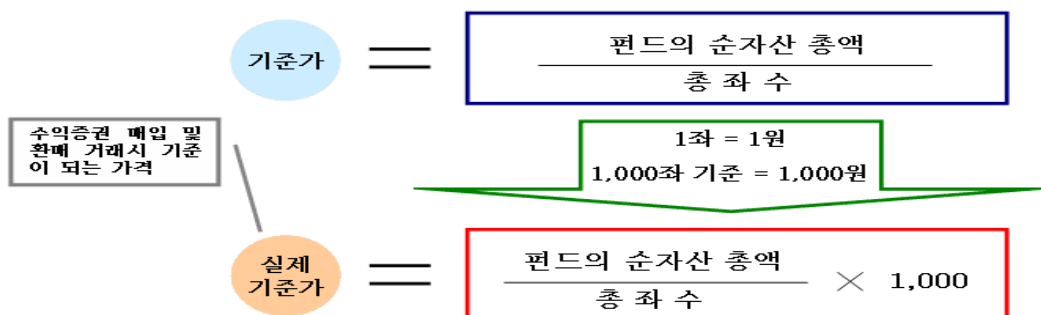 기준가
펀드의 순자산 총액
총 좌 수
수익증권 매입 및
환매 거래시 기준
이 되는 가격
1좌 = 1원
1,000좌 기준 = 1,000원
실제
기준가
펀드의 순자산 총액
총 좌 수
× 1,000